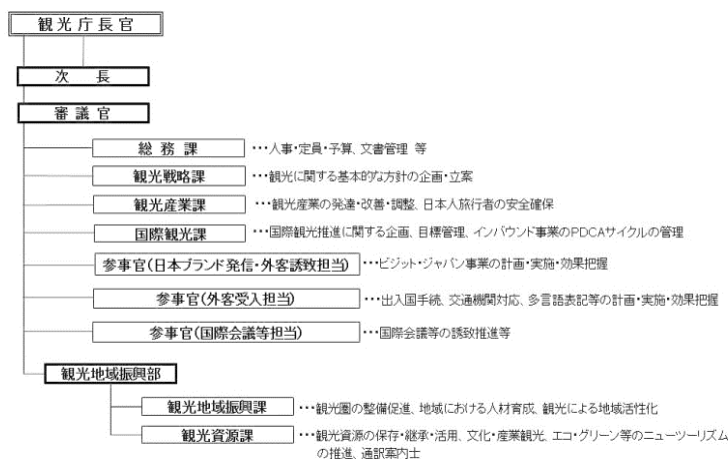 観光庁長官
次　長
審議官
総務課 ･･･人事･定員･予算、文書管理 等
観光戦略課 ･･･観光に関する基本的な方針の企画･立案
観光産業課 ･･･観光産業の発達･改善･調整、日本人旅行者の安全確保
国際観光課 ･･･国際観光推進に関する企画、目標管理、インバウンド事業のPDCAサイクルの管理
参事官(日本ブランド発信･外客誘致担当) ･･･ビジット･ジャパン事業の計画･実施･効果把握
参事官(外客受入担当) ･･･出入国手続、交通機関対応、多言語表記等の計画･実施･効果把握
参事官(国際会議等担当) ･･･国際会議等の誘致推進等
観光地域振興部
観光地域振興課 ･･･観光圏の整備促進、地域における人材育成、観光による地域活性化
観光資源課 ･･･観光資源の保存･継承･活用、文化･産業観光、エコ･グリーン等のニューツーリズム
の推進、通訳案内士